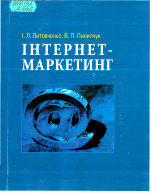 І. Л. Литовченко, В. П. Пилипчук
ІНТЕРНЕТ-
МАРКЕТИНГ